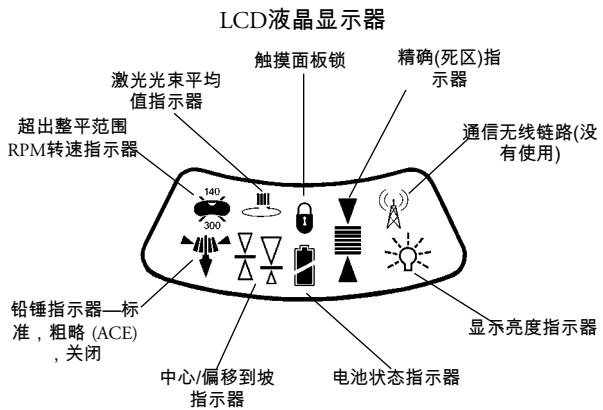 LCD液晶显示器
触摸面板锁
精确(死区)指
示器
激光光束平均
值指示器
超出整平范围
RPM转速指示器
通信无线链路(没
有使用)
140
300
铅锤指示器—标
准，粗略 (ACE)
，关闭
中心/偏移到坡
指示器
电池状态指示器
显示亮度指示器